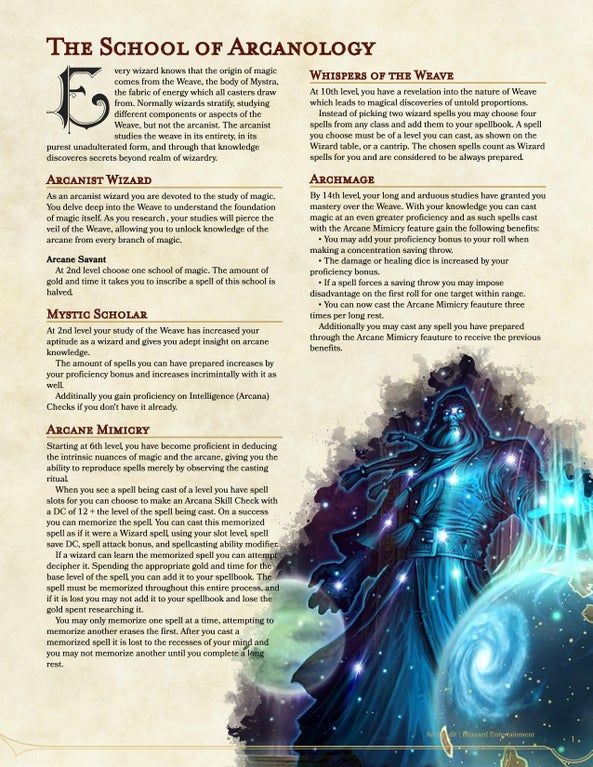 The School of Arcanology
Every wizard knows that the origin of magic
comes from the Weave, the body of Mystra,
the fabric of energy which all casters draw
from. Normally wizards stratify, studying
different components or aspects of the
Weave, but not the arcanist. The arcanist
studies the weave in its entirety, in its
purest unadulterated form, and through that knowledge
discoveres secrets beyond realm of wizardry.
Arcanist Wizard
As an arcanist wizard you are devoted to the study of magic.
You delve deep into the Weave to understand the foundation
of magic itself. As you research , your studies will pierce the
veil of the Weave, allowing you to unlock knowledge of the
arcane from every branch of magic.
Arcane Savant
At 2nd level choose one school of magic. The amount of
gold and time it takes you to inscribe a spell of this school is
halved.
Mystic Scholar
At 2nd level your study of the Weave has increased your
aptitude as a wizard and gives you adept insight on arcane
knowledge.
The amount of spells you can have prepared increases by
your proficiency bonus and increases incrimintally with it as
well.
Additinally you gain proficiency on Intelligence (Arcana)
Checks if you don't have it already.
Arcane Mimicry
Starting at 6th level, you have become proficient in deducing
the intrinsic nuances of magic and the arcane, giving you the
ability to reproduce spells merely by observing the casting
ritual.
When you see a spell being cast of a level you have spell
slots for you can choose to make an Arcana Skill Check with
a DC of 12 + the level of the spell being cast. On a success
you can memorize the spell. You can cast this memorized
spell as if it were a Wizard spell, using your slot level, spell
save DC, spell attack bonus, and spellcasting ability modifier.
If a wizard can learn the memorized spell you can attempt
decipher it. Spending the appropriate gold and time for the
base level of the spell, you can add it to your spellbook. The
spell must be memorized throughout this entire process, and
if it is lost you may not add it to your spellbook and lose the
gold spent researching it.
You may only memorize one spell at a time, attempting to
memorize another erases the first. After you cast a
memorized spell it is lost to the recesses of your mind and
you may not memorize another until you complete a long
rest.
Whispers of the Weave
At 10th level, you have a revelation into the nature of Weave
which leads to magical discoveries of untold proportions.
Instead of picking two wizard spells you may choose four
spells from any class and add them to your spellbook. A spell
you choose must be of a level you can cast, as shown on the
Wizard table, or a cantrip. The chosen spells count as Wizard
spells for you and are considered to be always prepared.
Archmage
By 14th level, your long and arduous studies have granted you
mastery over the Weave. With your knowledge you can cast
magic at an even greater proficiency and as such spells cast
with the Arcane Mimicry feature gain the following benefits:
• You may add your proficiency bonus to your roll when
making a concentration saving throw.
• The damage or healing dice is increased by your
proficiency bonus.
• If a spell forces a saving throw you may impose
disadvantage on the first roll for one target within range.
• You can now cast the Arcane Mimicry feauture three
times per long rest.
Additionally you may cast any spell you have prepared
through the Arcane Mimicry feauture to receive the previous
benefits.
Art Credit | Blizzard Entertainment
1